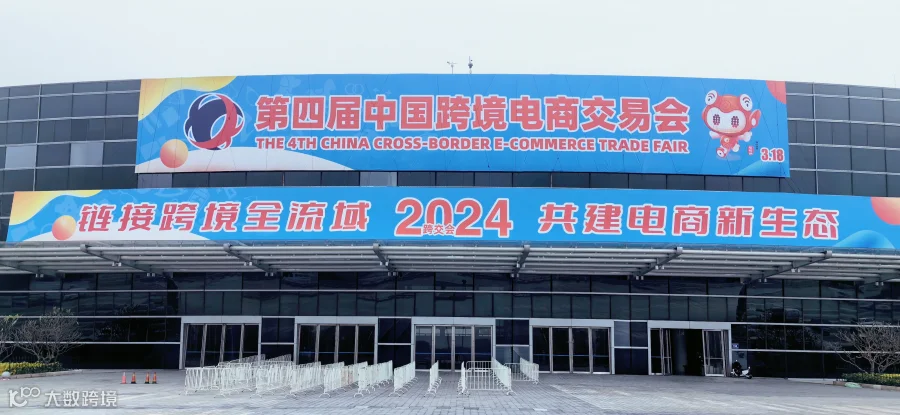 第四届中国跨境电商交易会
THE 4TH CHINA CROSS-BORDER E-COMMERCE TRADE FAIR
3.18
链接跨境全流域 2024 共建电商新生态
跨交会
大数跨境